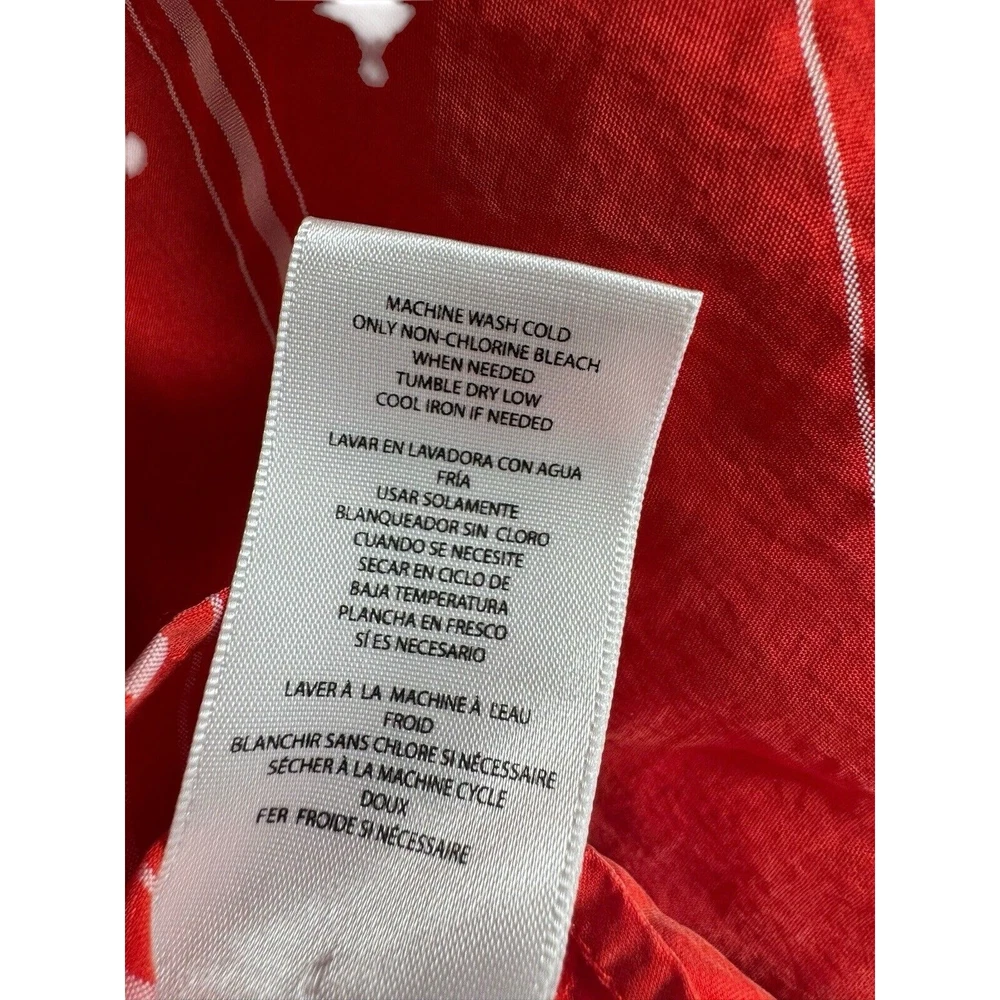 MACHINE WASH COLD
ONLY NON-CHLORINE BLEACH
WHEN NEEDED
TUMBLE DRY LOW
COOL IRON IF NEEDED
LAVAR EN LAVADORA CON AGUA
FRÍA
USAR SOLAMENTE
BLANQUEADOR SIN CLORO
CUANDO SE NECESITE
SECAR EN CICLO DE
BAJA TEMPERATURA
PLANCHA EN FRESCO
SÍ ES NECESARIO
LAVER À LA MACHINE À L'EAU
FROID
BLANCHIR SANS CHLORE SI NÉCESSAIRE
SÉCHER À LA MACHINE CYCLE
DOUX
FER FROIDE SI NÉCESSAIRE